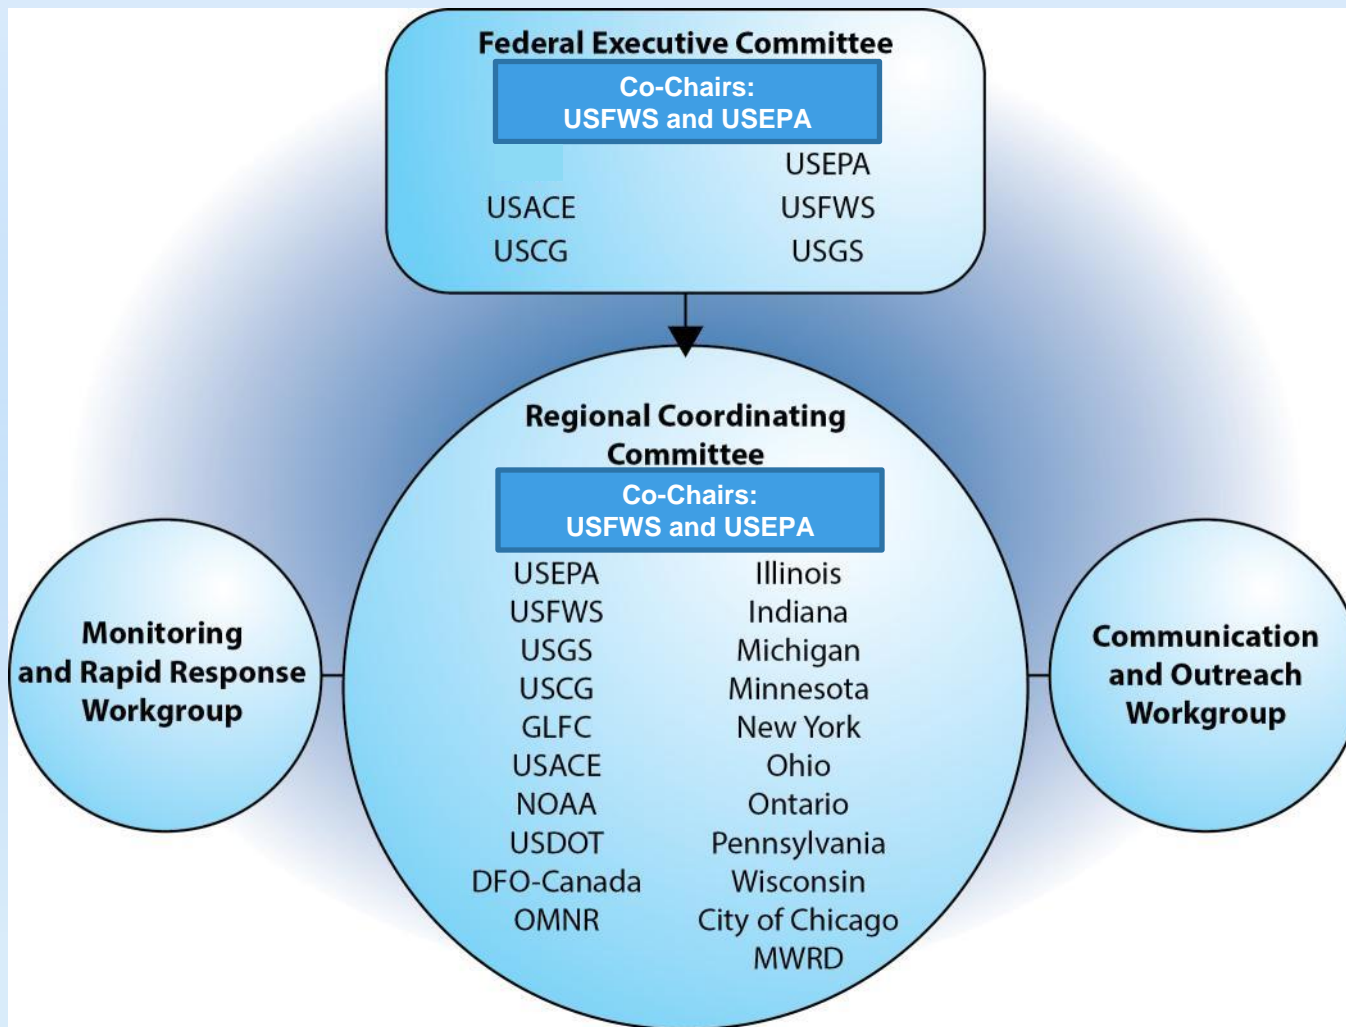 Federal Executive Committee
Co-Chairs:
USFWS and USEPA
USEPA
USACE USFWS
USCG USGS
Regional Coordinating
Committee
Co-Chairs:
USFWS and USEPA
USEPA Illinois
USFWS Indiana
USGS Michigan
USCG Minnesota
GLFC New York
USACE Ohio
NOAA Ontario
USDOT Pennsylvania
DFO-Canada Wisconsin
OMNR City of Chicago
MWRD
Monitoring
and Rapid Response
Workgroup
Communication
and Outreach
Workgroup